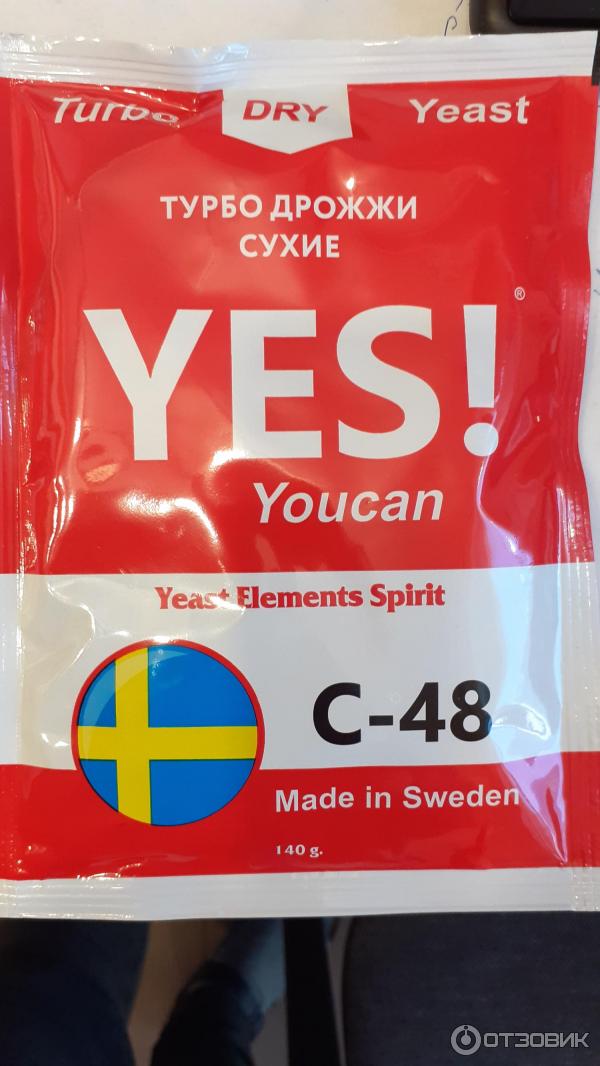 Turbo DRY Yeast
ТУРБО ДРОЖЖИ
СУХИЕ
YES!®
Youcan
Yeast Elements Spirit
C-48
Made in Sweden
140 g.
ОТЗОВИК